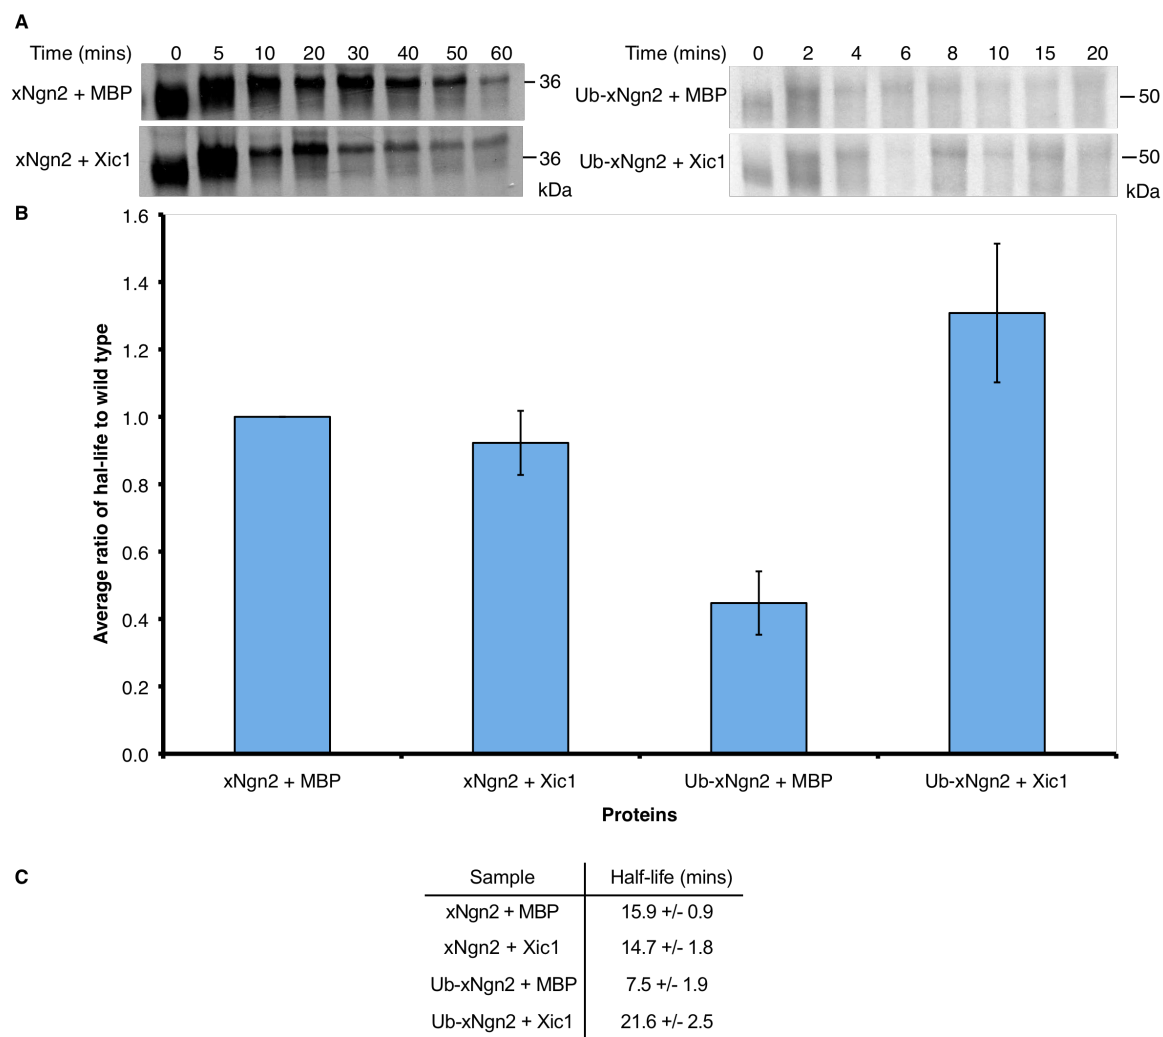 A
Time (mins) 0 5 10 20 30 40 50 60
xNgn2 + MBP
36
xNgn2 + Xic1
36
kDa
Time (mins) 0 2 4 6 8 10 15 20
Ub-xNgn2 + MBP
50
Ub-xNgn2 + Xic1
50
kDa
B
Average ratio of hal-life to wild type
1.6
1.4
1.2
1.0
0.8
0.6
0.4
0.2
0.0
xNgn2 + MBP xNgn2 + Xic1 Ub-xNgn2 + MBP Ub-xNgn2 + Xic1
Proteins
C
Sample Half-life (mins)
xNgn2 + MBP 15.9 +/- 0.9
xNgn2 + Xic1 14.7 +/- 1.8
Ub-xNgn2 + MBP 7.5 +/- 1.9
Ub-xNgn2 + Xic1 21.6 +/- 2.5